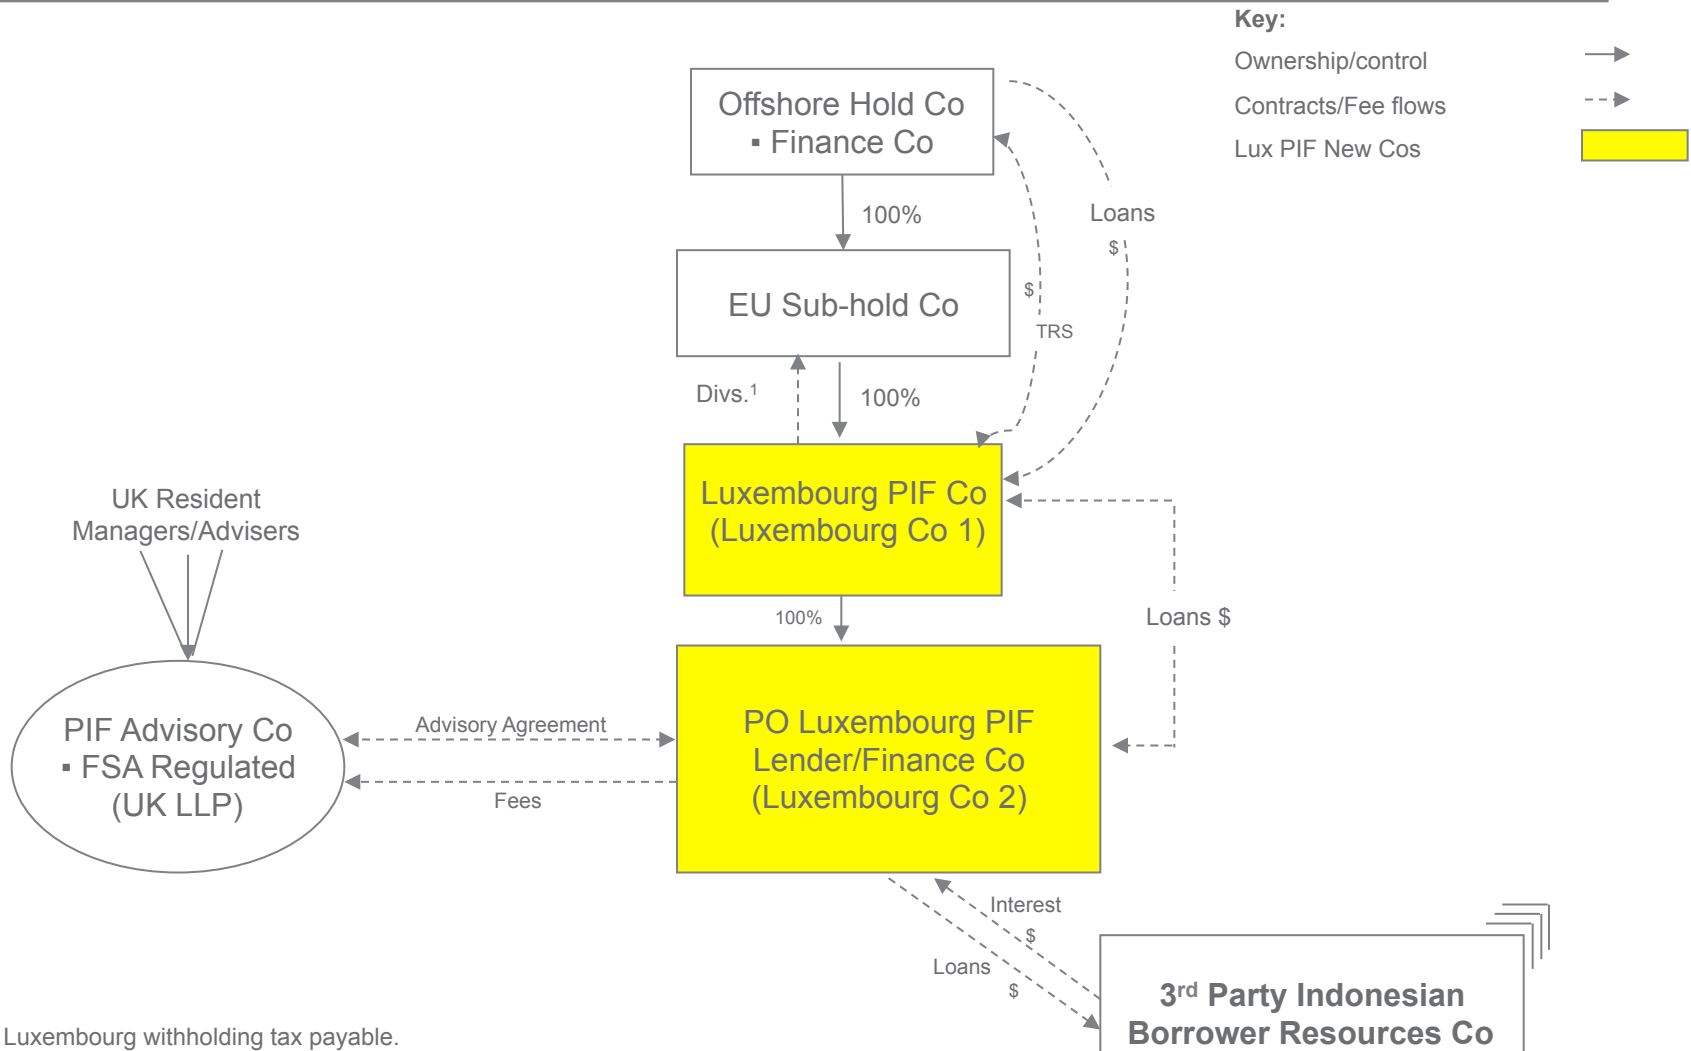 Key:
Ownership/control
Contracts/Fee flows
Lux PIF New Cos
Offshore Hold Co
▪ Finance Co
100%
Loans
$
EU Sub-hold Co
$
TRS
Divs.¹
100%
Luxembourg PIF Co
(Luxembourg Co 1)
UK Resident
Managers/Advisers
100%
Loans $
PIF Advisory Co
▪ FSA Regulated
(UK LLP)
Advisory Agreement
Fees
PO Luxembourg PIF
Lender/Finance Co
(Luxembourg Co 2)
Interest
$
Loans
$
3rd Party Indonesian
Borrower Resources Co
Luxembourg withholding tax payable.